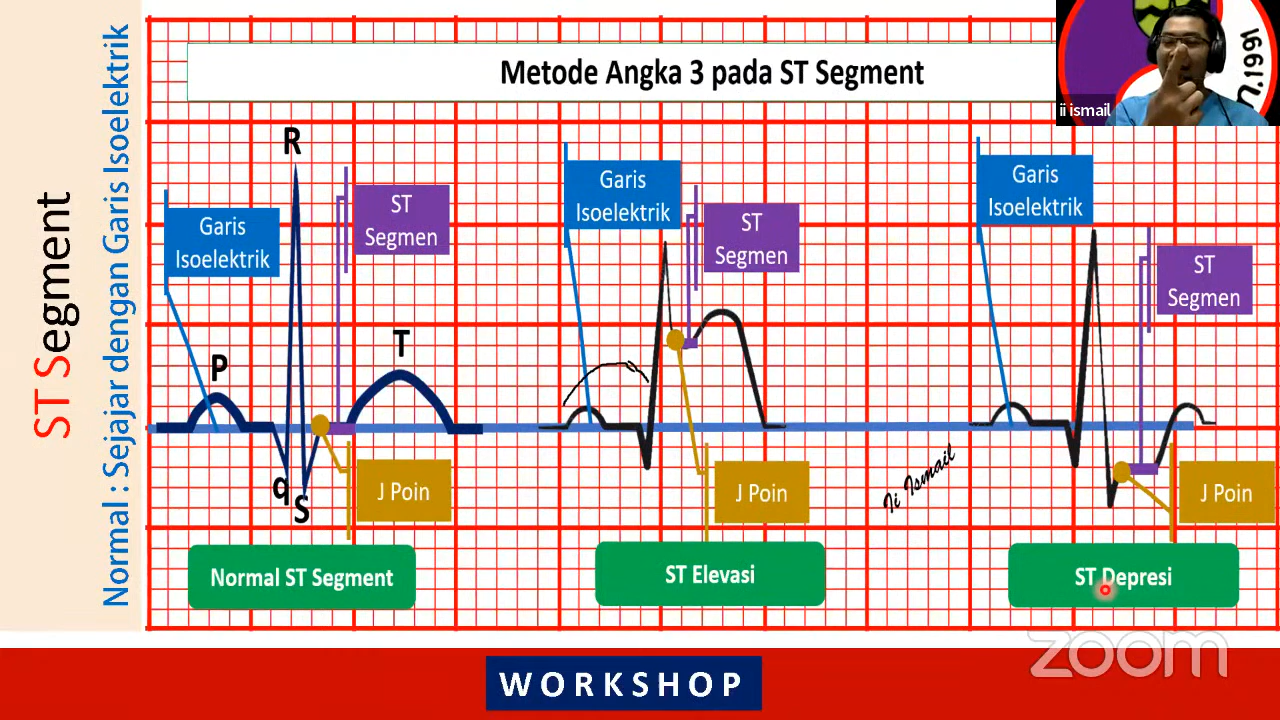 ST Segment
Normal : Sejajar dengan Garis Isoelektrik
Metode Angka 3 pada ST Segment
ii ismail
1991
R
Garis
Isoelektrik
ST
Segmen
P
T
q
S
J Poin
Normal ST Segment
Garis
Isoelektrik
ST
Segmen
J Poin
ST Elevasi
Ii Ismail
Garis
Isoelektrik
ST
Segmen
J Poin
ST Depresi
zoom
WORKSHOP